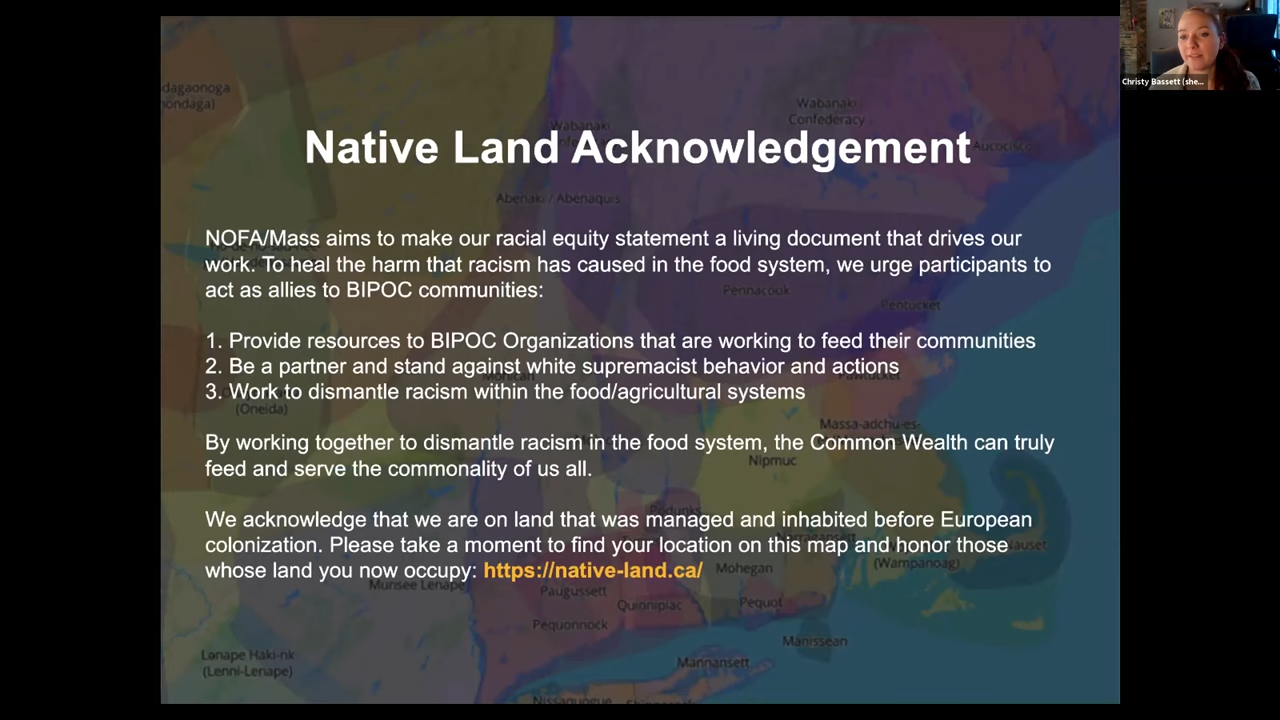 Christy Bassett (she...
dagaonoga
Wabanaki
Confederacy
Wabanaki
Aucocisco
Native Land Acknowledgement
Abenaki / Abenaquis
NOFA/Mass aims to make our racial equity statement a living document that drives our
work. To heal the harm that racism has caused in the food system, we urge participants to
act as allies to BIPOC communities:
Pennacook
Pentucket
1. Provide resources to BIPOC Organizations that are working to feed their communities
2. Be a partner and stand against white supremacist behavior and actions
Pawtucket
3. Work to dismantle racism within the food/agricultural systems
(Oneida)
Massa-adchu-es-
By working together to dismantle racism in the food system, the Common Wealth can truly
Nipmuc
feed and serve the commonality of us all.
Podunks
We acknowledge that we are on land that was managed and inhabited before European
colonization. Please take a moment to find your location on this map and honor those
Nauset
(Wampanoag)
whose land you now occupy: https://native-land.ca/
Mohegan
Munsee Lenape
Paugussett
Quinnipiac
Pequot
Pequonnock
Manissean
Lenape Haki-nk
(Lenni-Lenape)
Mannansett
Nissaquogue